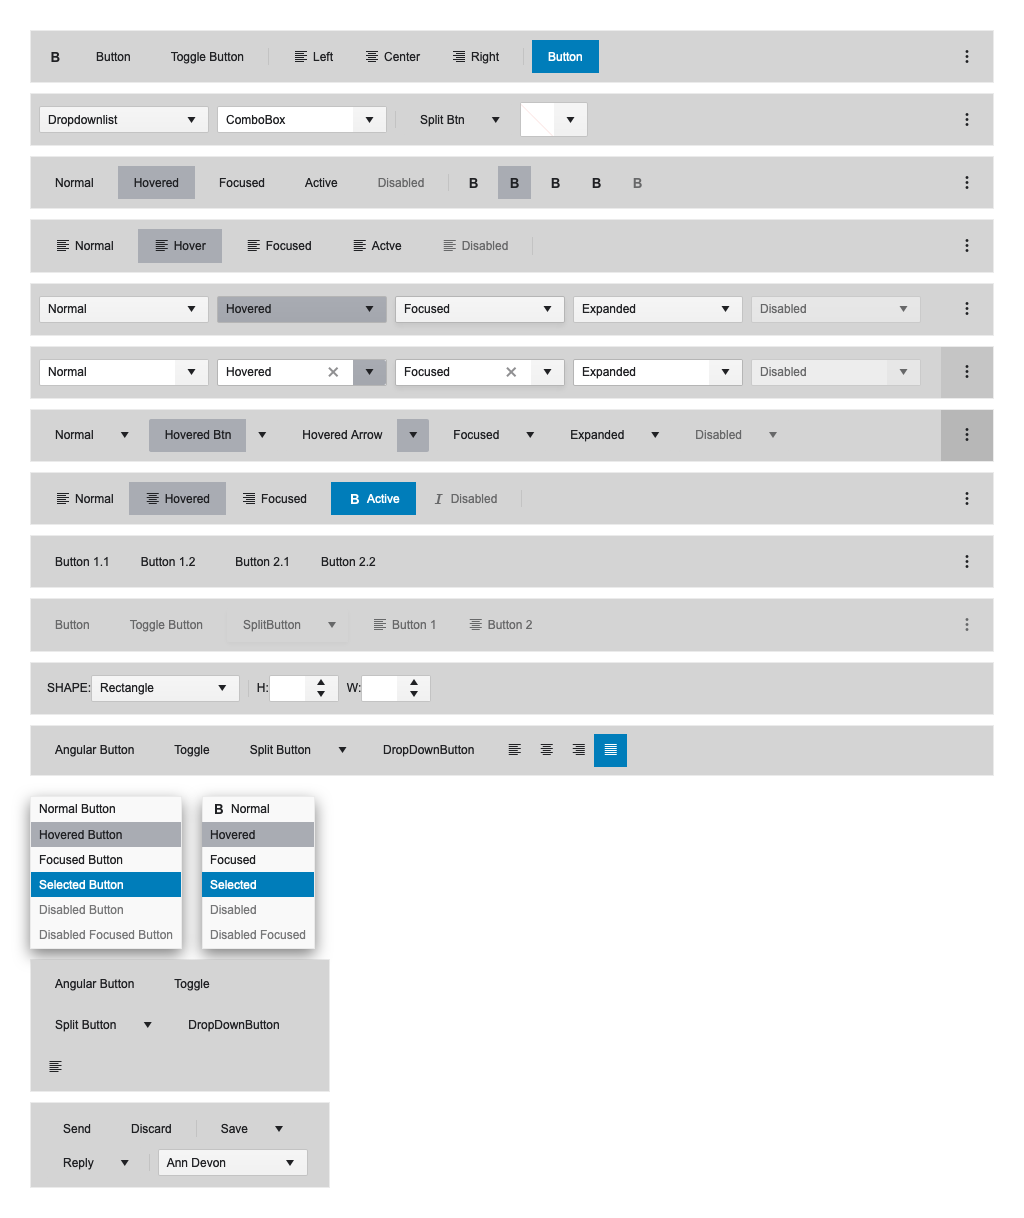 B Button Toggle Button Left Center Right Button
Dropdownlist ComboBox Split Btn
Normal Hovered Focused Active Disabled B B B B B
Normal Hover Focused Actve Disabled
Normal Hovered Focused Expanded Disabled
Normal Hovered Focused Expanded Disabled
Normal Hovered Btn Hovered Arrow Focused Expanded Disabled
Normal Hovered Focused B Active I Disabled
Button 1.1 Button 1.2 Button 2.1 Button 2.2
Button Toggle Button SplitButton Button 1 Button 2
SHAPE: Rectangle H: W:
Angular Button Toggle Split Button DropDownButton
Normal Button
Hovered Button
Focused Button
Selected Button
Disabled Button
Disabled Focused Button
B Normal
Hovered
Focused
Selected
Disabled
Disabled Focused
Angular Button Toggle
Split Button DropDownButton
Send Discard Save
Reply Ann Devon